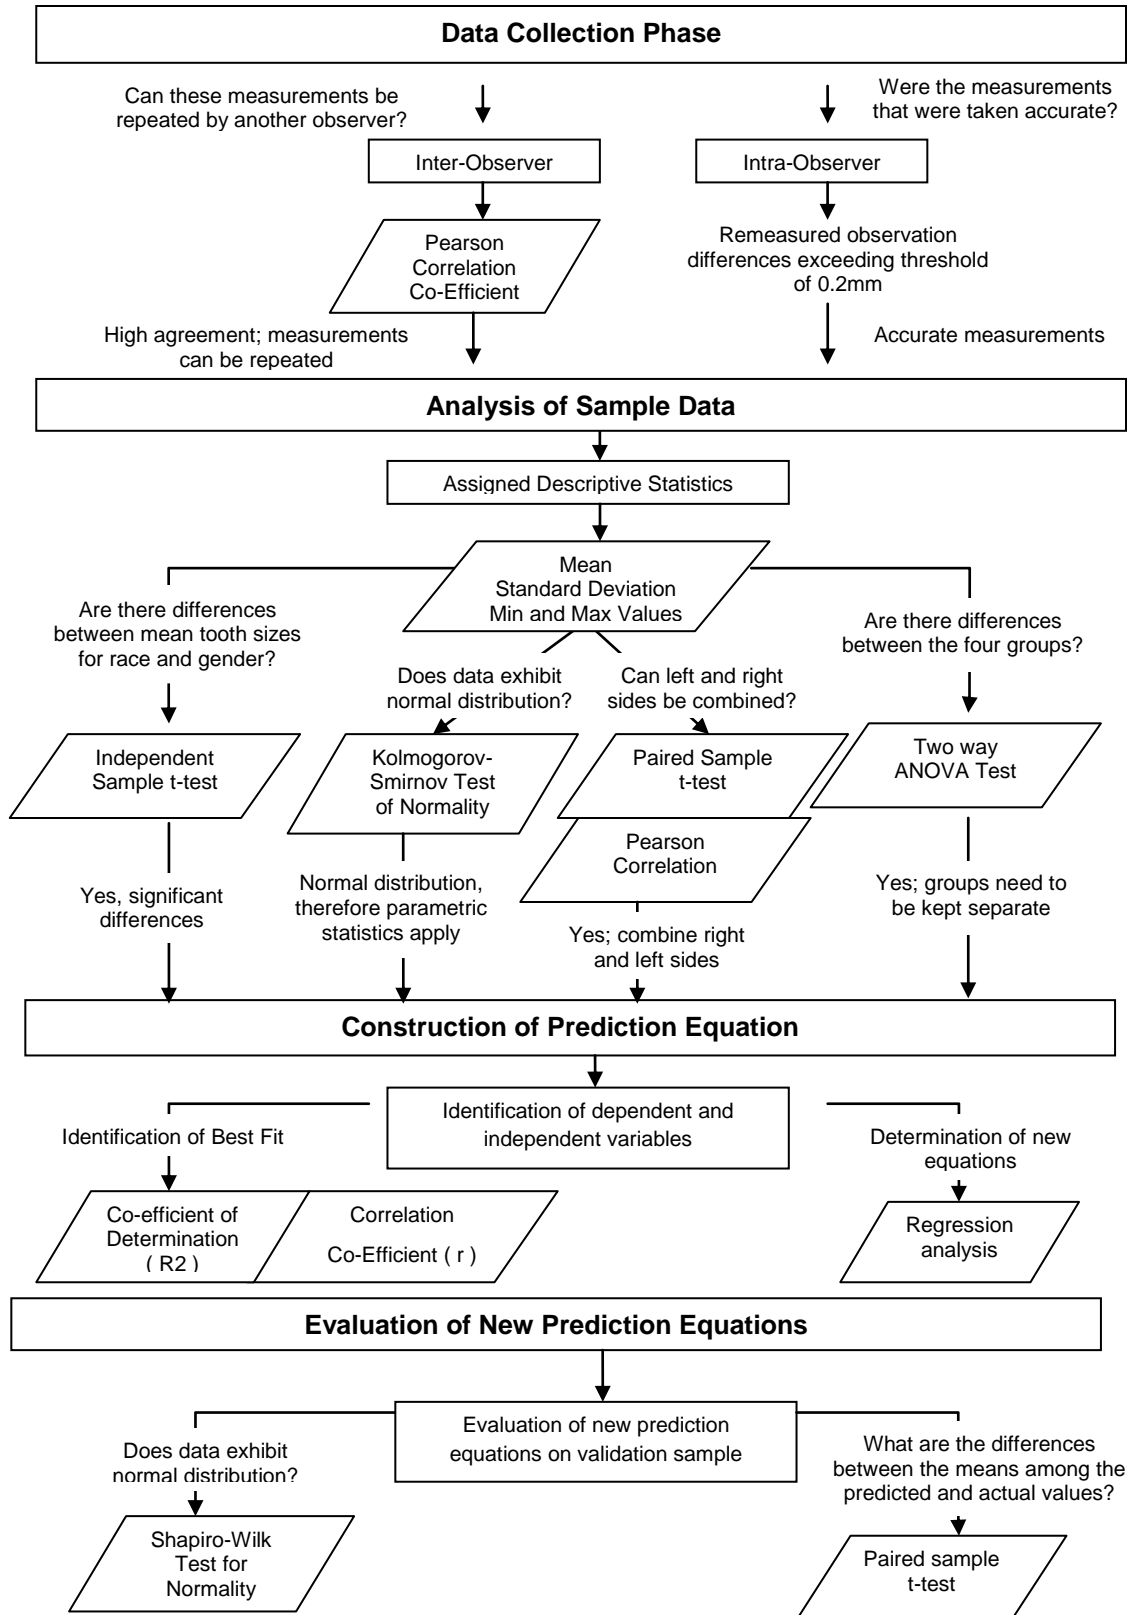 Data Collection Phase
Can these measurements be
repeated by another observer?
Were the measurements
that were taken accurate?
Inter-Observer
Intra-Observer
Pearson
Correlation
Co-Efficient
Remeasured observation
differences exceeding threshold
of 0.2mm
High agreement; measurements
can be repeated
Accurate measurements
Analysis of Sample Data
Assigned Descriptive Statistics
Mean
Standard Deviation
Min and Max Values
Are there differences
between mean tooth sizes
for race and gender?
Does data exhibit
normal distribution?
Can left and right
sides be combined?
Are there differences
between the four groups?
Independent
Sample t-test
Kolmogorov-
Smirnov Test
of Normality
Paired Sample
t-test
Pearson
Correlation
Two way
ANOVA Test
Yes, significant
differences
Normal distribution,
therefore parametric
statistics apply
Yes; combine right
and left sides
Yes; groups need to
be kept separate
Construction of Prediction Equation
Identification of dependent and
independent variables
Identification of Best Fit
Determination of new
equations
Co-efficient of
Determination
( R2 )
Correlation
Co-Efficient ( r )
Regression
analysis
Evaluation of New Prediction Equations
Evaluation of new prediction
equations on validation sample
Does data exhibit
normal distribution?
What are the differences
between the means among the
predicted and actual values?
Shapiro-Wilk
Test for
Normality
Paired sample
t-test